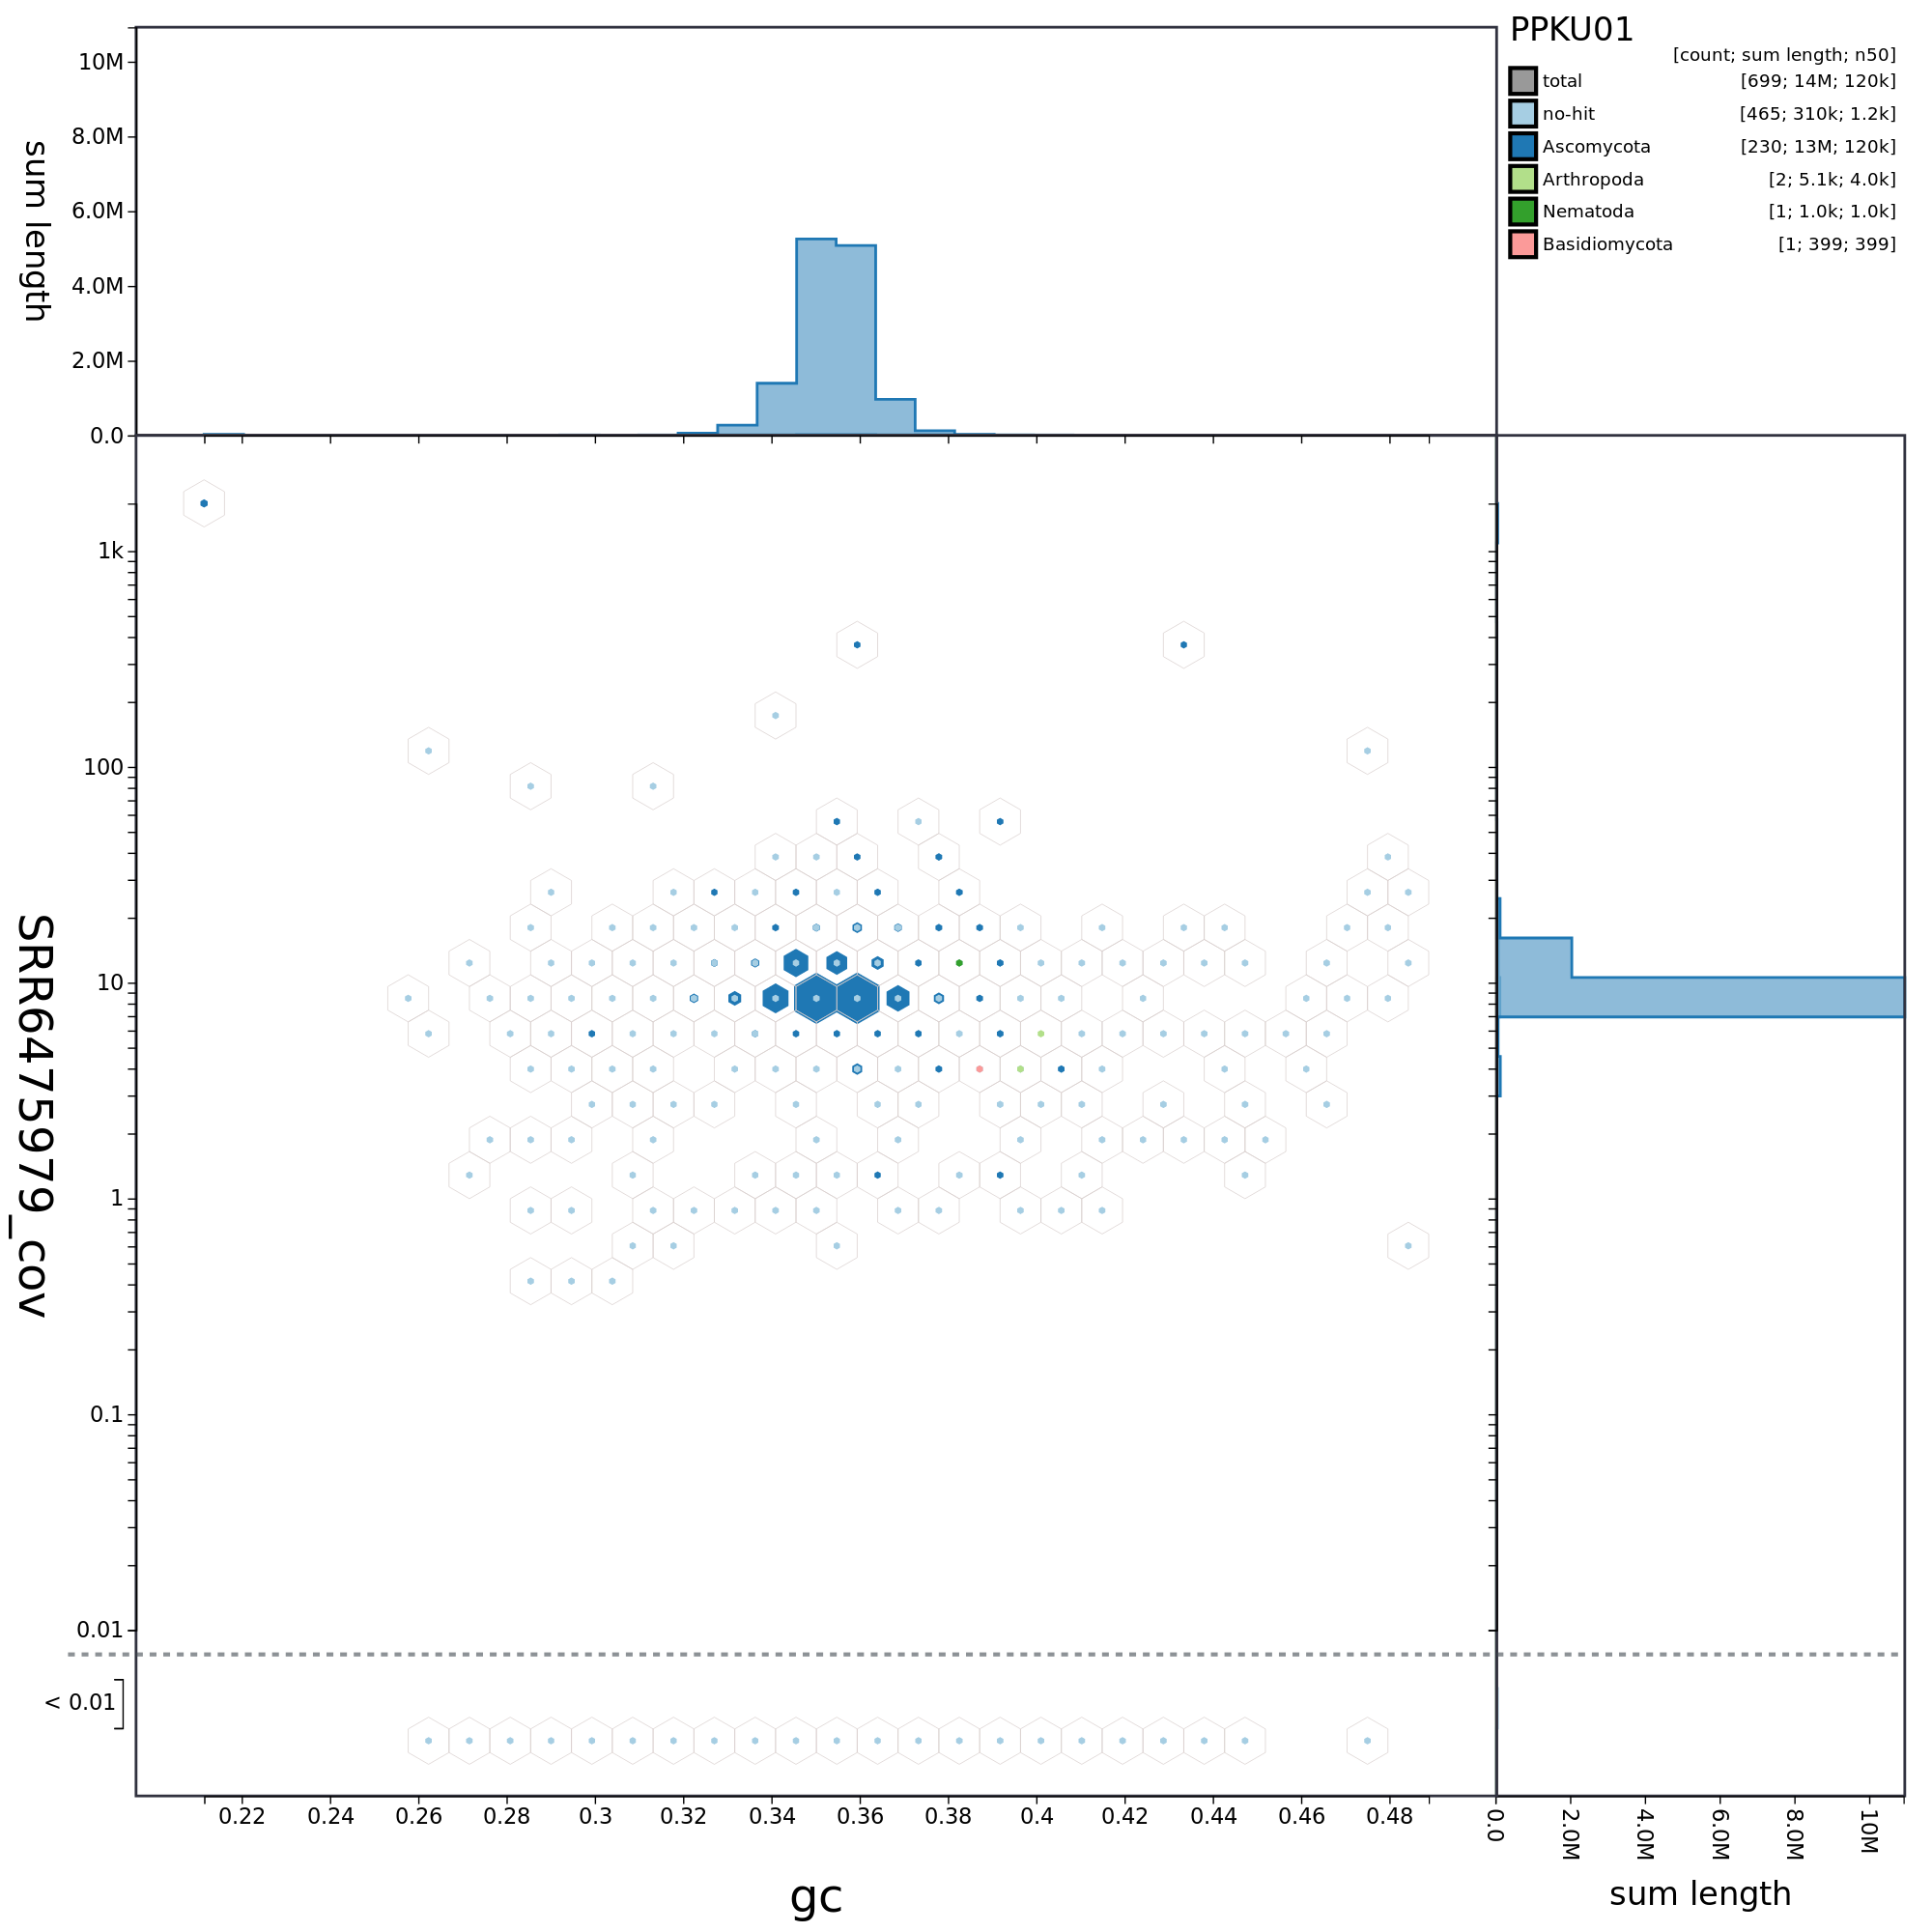 PPKU01
[count; sum length; n50]
total [699; 14M; 120k]
no-hit [465; 310k; 1.2k]
Ascomycota [230; 13M; 120k]
Arthropoda [2; 5.1k; 4.0k]
Nematoda [1; 1.0k; 1.0k]
Basidiomycota [1; 399; 399]
sum length
10M
8.0M
6.0M
4.0M
2.0M
0.0
SRR6475979_cov
1k
100
10
1
0.1
0.01
< 0.01
0.22 0.24 0.26 0.28 0.3 0.32 0.34 0.36 0.38 0.4 0.42 0.44 0.46 0.48
gc
0.0 2.0M 4.0M 6.0M 8.0M 10M
sum length